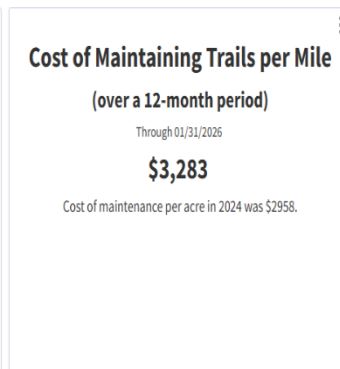 Cost of Maintaining Trails per Mile
(over a 12-month period)
Through 01/31/2026
$3,283
Cost of maintenance per acre in 2024 was $2958.